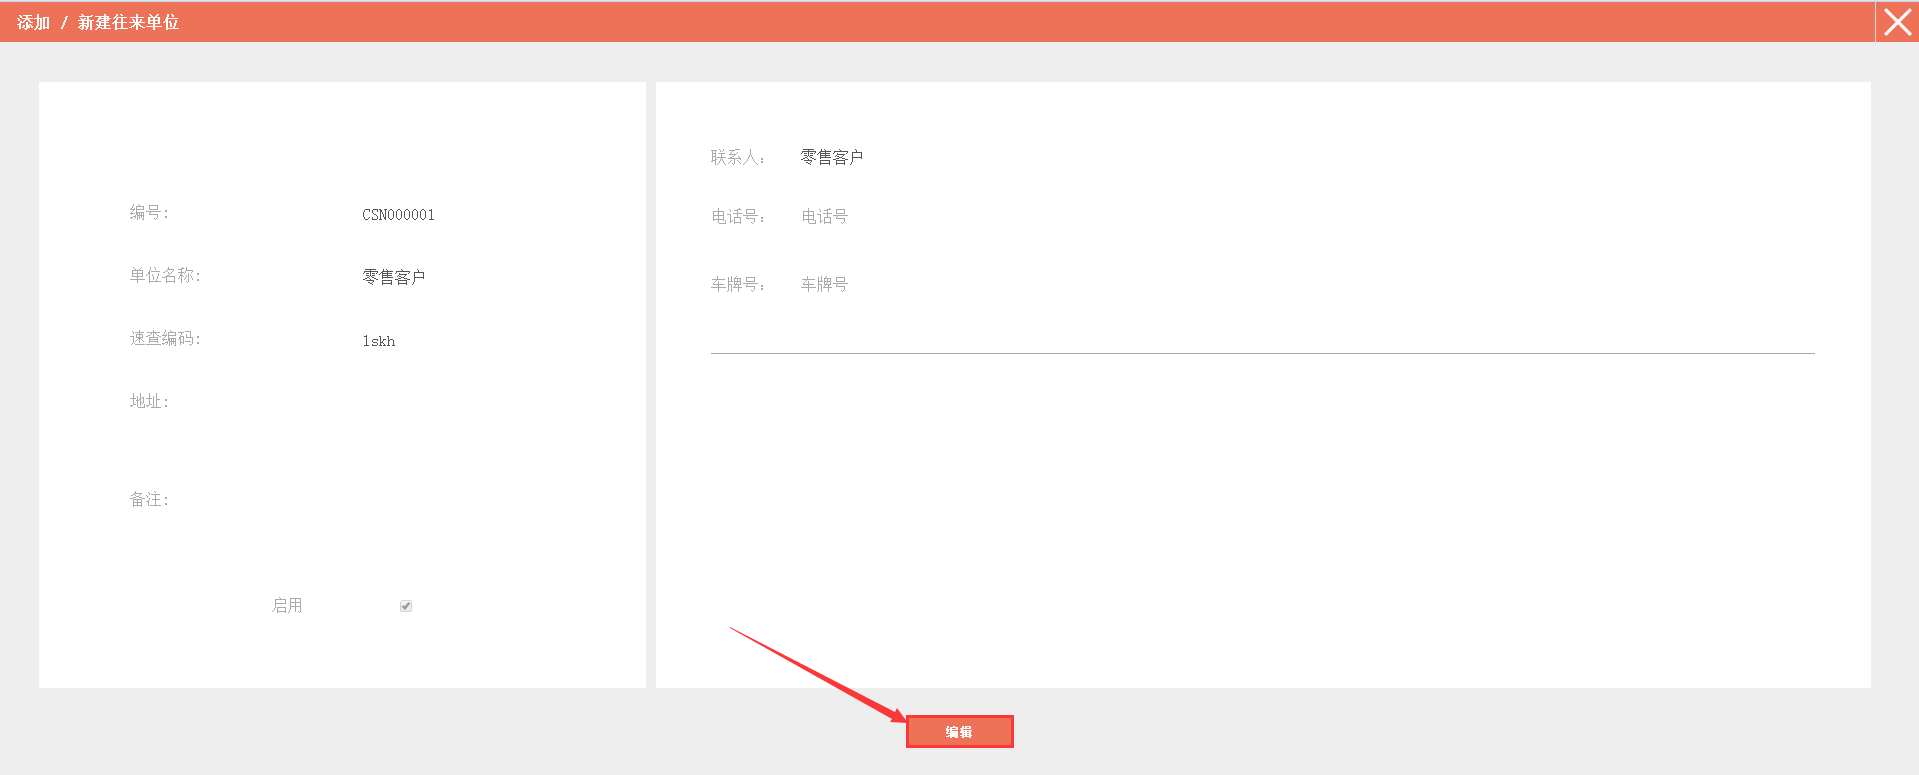 添加 / 新建往来单位
编号: CSN000001
单位名称: 零售客户
速查编码: lskh
地址:
备注:
启用
联系人: 零售客户
电话号: 电话号
车牌号: 车牌号
编辑